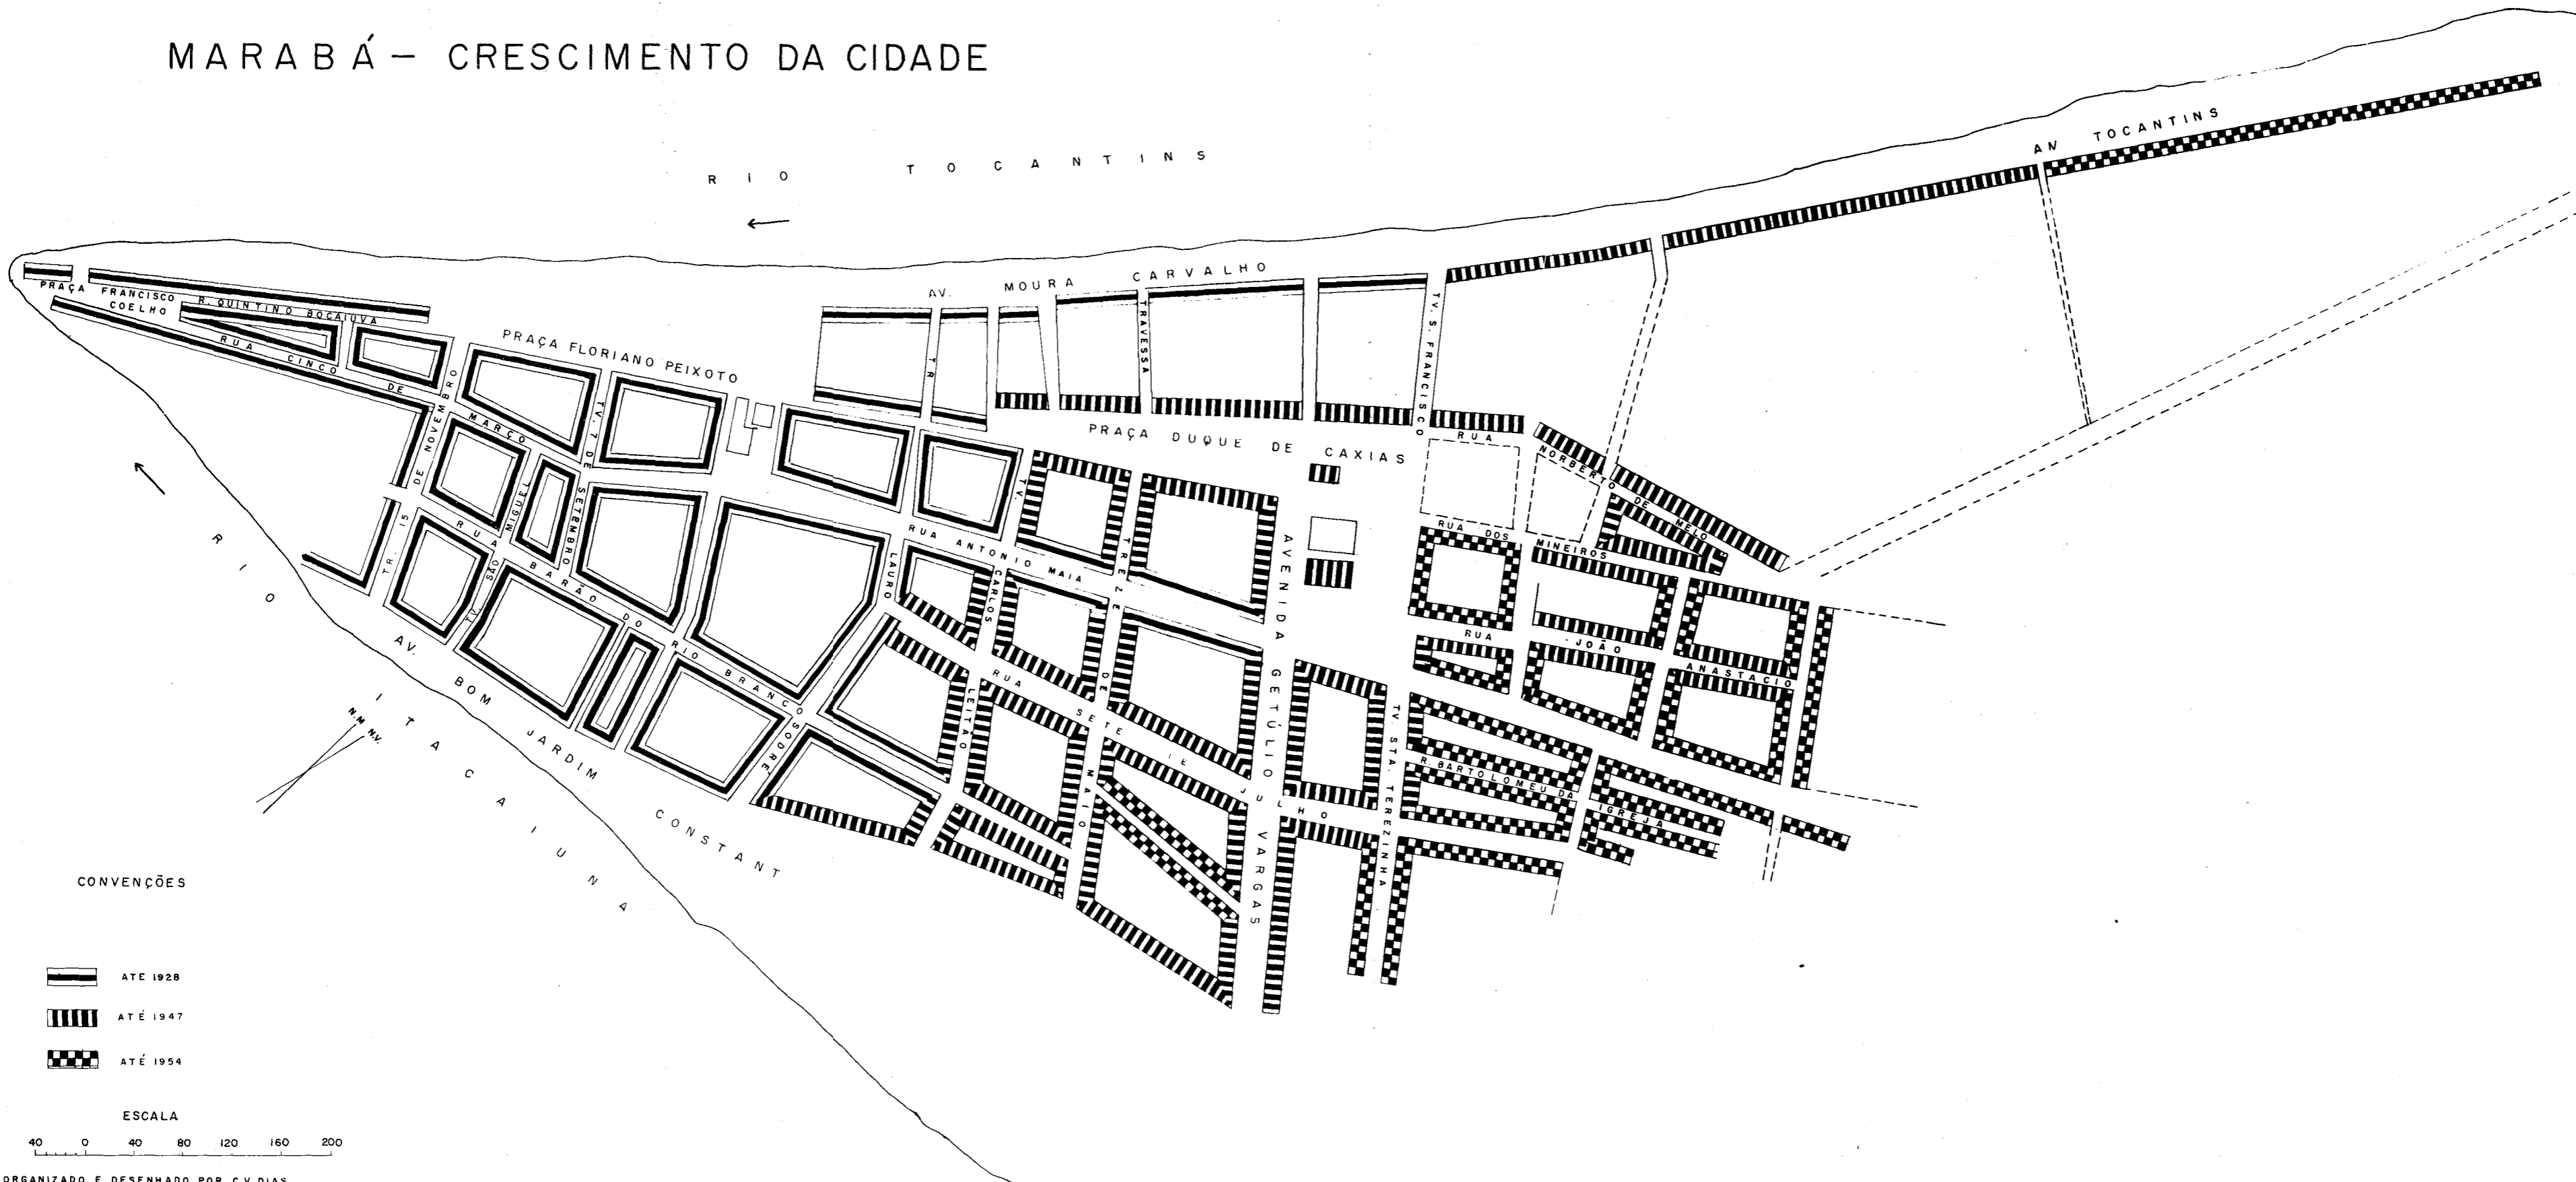 MARABÁ — CRESCIMENTO DA CIDADE
RIO TOCANTINS
AV TOCANTINS
AV. MOURA CARVALHO
PRAÇA FRANCISCO COELHO
R. QUINTINO BOCAIUVA
RUA CINCO DE MARÇO
PRAÇA FLORIANO PEIXOTO
TR. 15 DE NOVEMBRO
TV. 7 DE SETEMBRO
TV. SÃO MIGUEL
RUA BARÃO DO RIO BRANCO
TR
TRAVESSA
TV. S. FRANCISCO
PRAÇA DUQUE DE CAXIAS
RUA NORBERTO DE MELO
RUA DOS MINEIROS
RUA JOÃO ANASTACIO
RUA ANTONIO MAIA
LAURO SODRÉ
TV. CARLOS LEITÃO
TREZE DE MAIO
RUA SETE DE JULHO
AVENIDA GETÚLIO VARGAS
TV. STA. TEREZINHA
R. BARTOLOMEU DA IGREJA
AV. BOM JARDIM
CONSTANT
RIO ITACAIUNA
N.M N.V.
CONVENÇÕES
ATE 1928
ATÉ 1947
ATÉ 1954
ESCALA
40 0 40 80 120 160 200
ORGANIZADO E DESENHADO POR C.V.DIAS